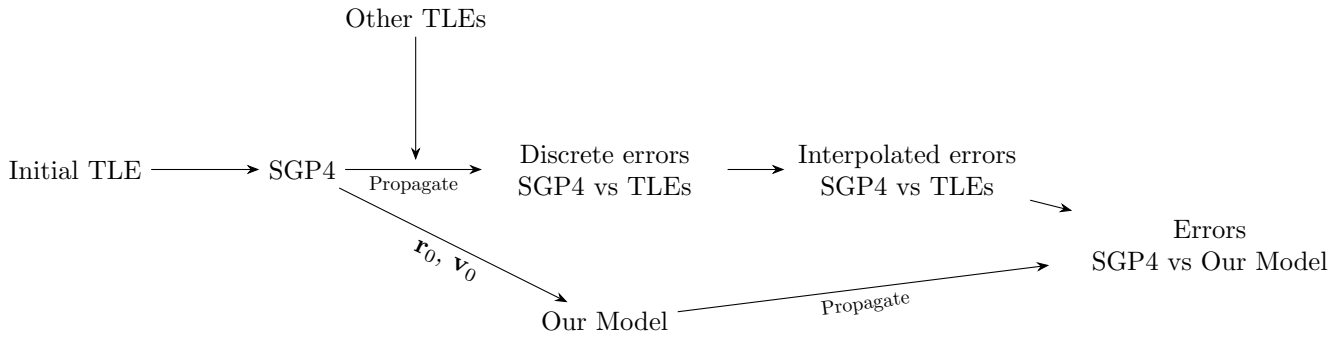 Other TLEs
Initial TLE
SGP4
Propagate
Discrete errors
SGP4 vs TLEs
Interpolated errors
SGP4 vs TLEs
r₀, v₀
Errors
SGP4 vs Our Model
Our Model
Propagate